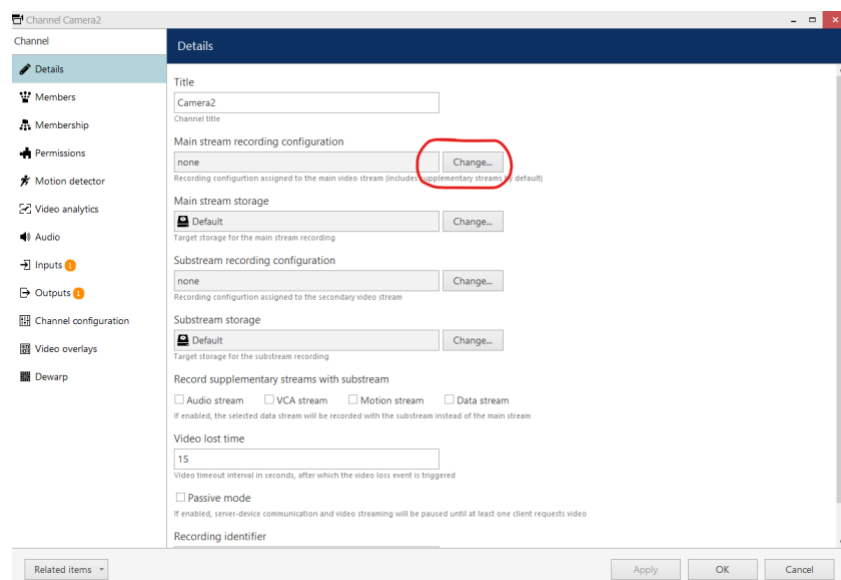 Channel Camera2
Channel
Details
Details
Members
Membership
Permissions
Motion detector
Video analytics
Audio
Inputs 1
Outputs 1
Channel configuration
Video overlays
Dewarp
Title
Camera2
Channel title
Main stream recording configuration
none Change...
Recording configurtion assigned to the main video stream (includes supplementary streams by default)
Main stream storage
Default Change...
Target storage for the main stream recording
Substream recording configuration
none Change...
Recording configurtion assigned to the secondary video stream
Substream storage
Default Change...
Target storage for the substream recording
Record supplementary streams with substream
Audio stream VCA stream Motion stream Data stream
If enabled, the selected data stream will be recorded with the substream instead of the main stream
Video lost time
15
Video timeout interval in seconds, after which the video loss event is triggered
Passive mode
If enabled, server-device communication and video streaming will be paused until at least one client requests video
Recording identifier
Related items Apply OK Cancel